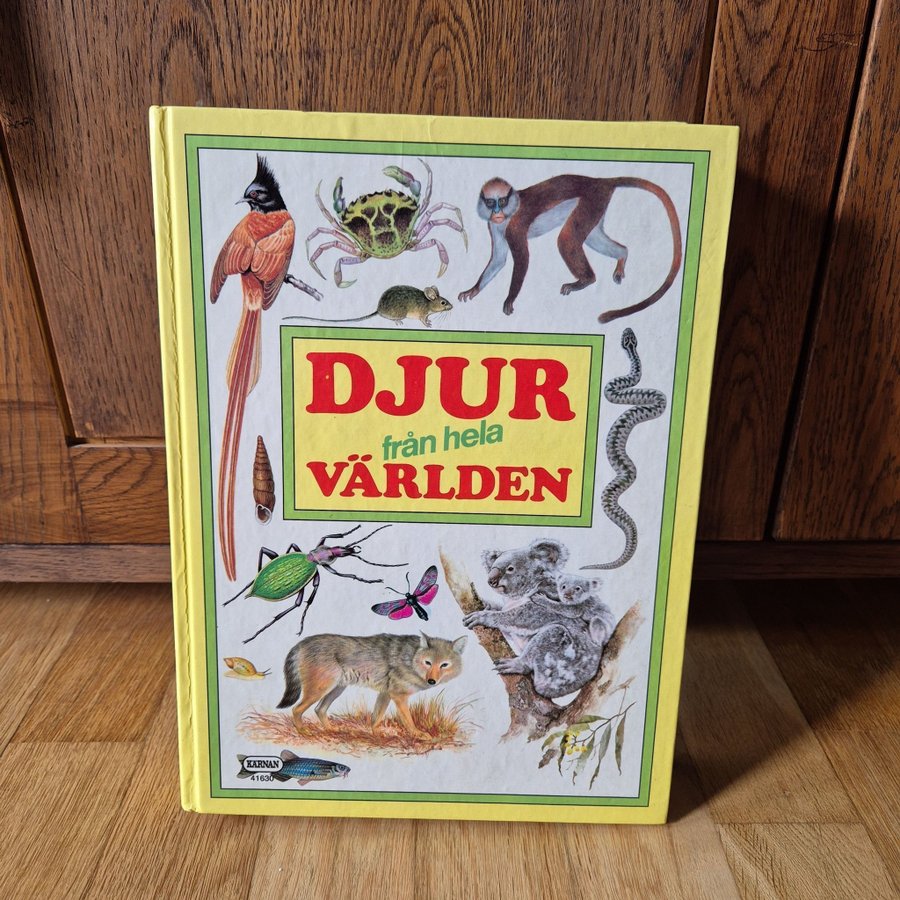 DJUR
från hela
VÄRLDEN
KÄRNAN
41630